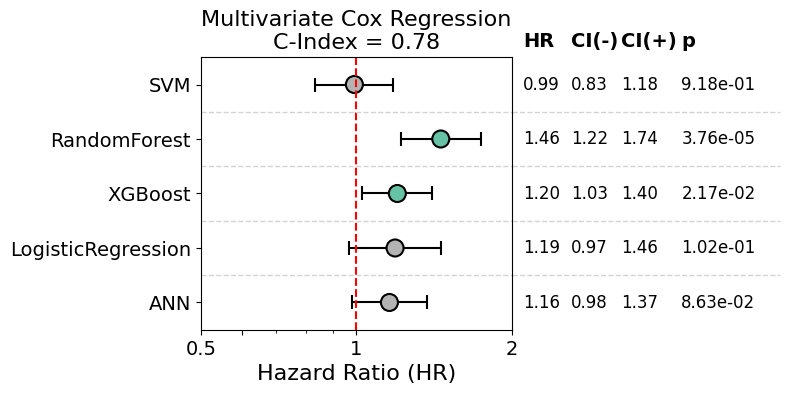 Multivariate Cox Regression
C-Index = 0.78
HR CI(-) CI(+) p
SVM 0.99 0.83 1.18 9.18e-01
RandomForest 1.46 1.22 1.74 3.76e-05
XGBoost 1.20 1.03 1.40 2.17e-02
LogisticRegression 1.19 0.97 1.46 1.02e-01
ANN 1.16 0.98 1.37 8.63e-02
0.5 1 2
Hazard Ratio (HR)